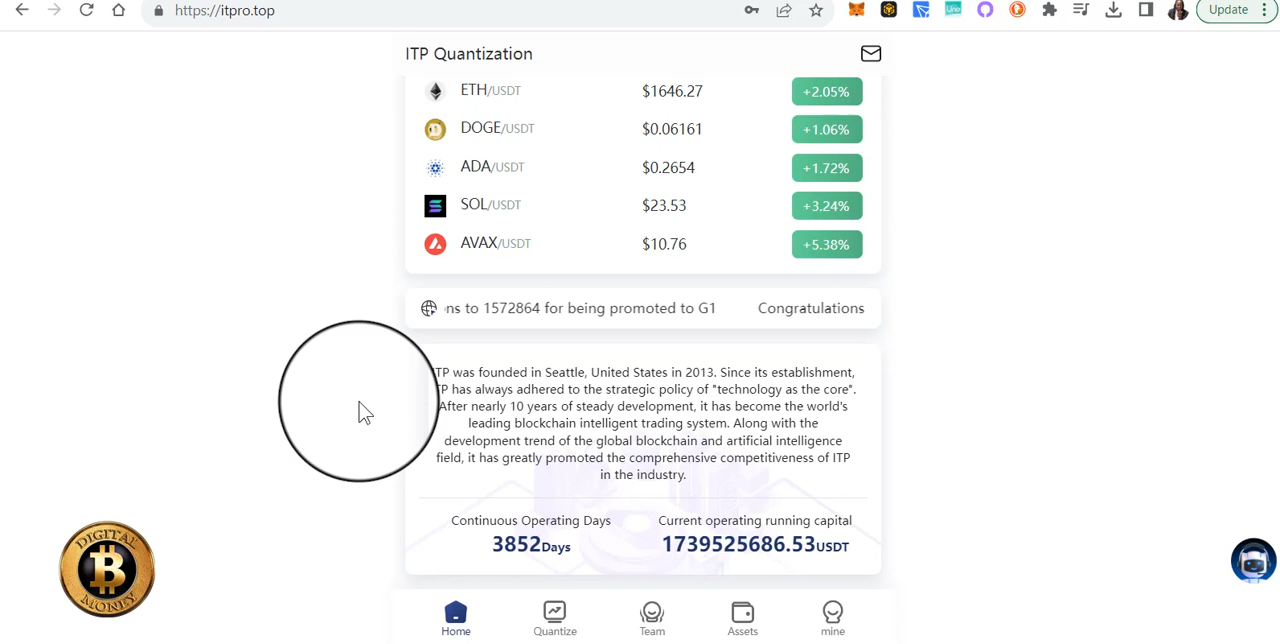 https://itpro.top
Update
ITP Quantization
ETH/USDT $1646.27 +2.05%
DOGE/USDT $0.06161 +1.06%
ADA/USDT $0.2654 +1.72%
SOL/USDT $23.53 +3.24%
AVAX/USDT $10.76 +5.38%
ns to 1572864 for being promoted to G1 Congratulations
TP was founded in Seattle, United States in 2013. Since its establishment,
TP has always adhered to the strategic policy of "technology as the core".
After nearly 10 years of steady development, it has become the world's
leading blockchain intelligent trading system. Along with the
development trend of the global blockchain and artificial intelligence
field, it has greatly promoted the comprehensive competitiveness of ITP
in the industry.
Continuous Operating Days Current operating running capital
3852Days 1739525686.53USDT
DIGITAL
B
MONEY
Home Quantize Team Assets mine